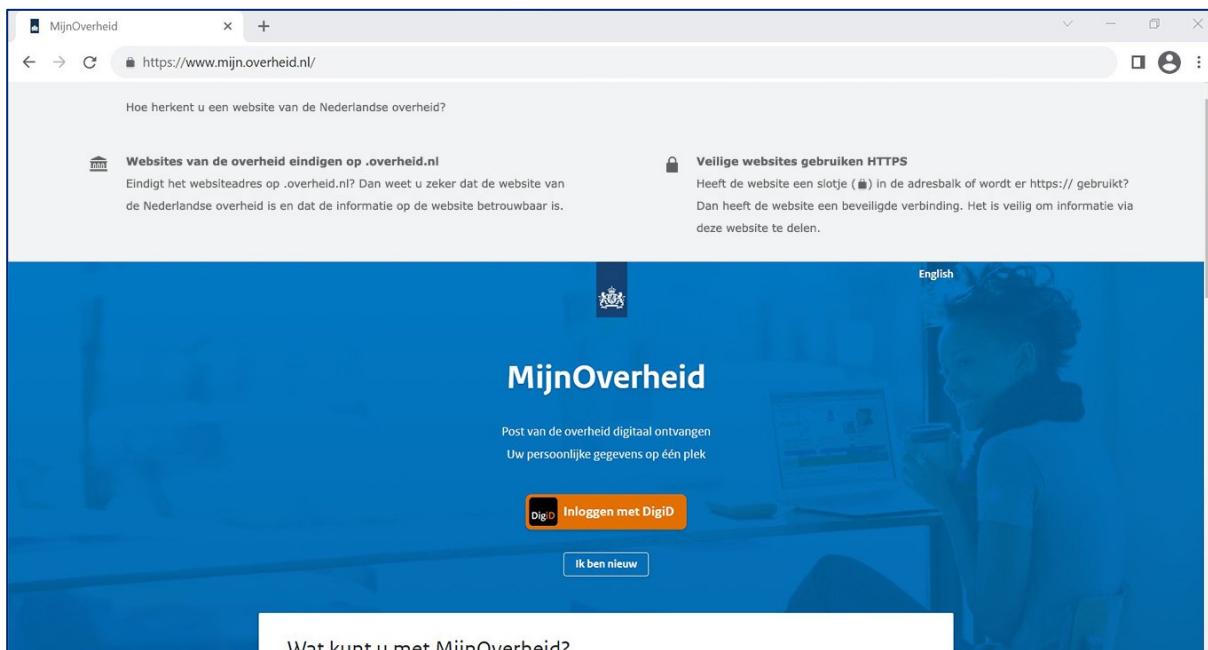 MijnOverheid
https://www.mijn.overheid.nl/
Hoe herkent u een website van de Nederlandse overheid?
Websites van de overheid eindigen op .overheid.nl
Eindigt het websiteadres op .overheid.nl? Dan weet u zeker dat de website van
de Nederlandse overheid is en dat de informatie op de website betrouwbaar is.
Veilige websites gebruiken HTTPS
Heeft de website een slotje () in de adresbalk of wordt er https:// gebruikt?
Dan heeft de website een beveiligde verbinding. Het is veilig om informatie via
deze website te delen.
English
MijnOverheid
Post van de overheid digitaal ontvangen
Uw persoonlijke gegevens op één plek
DigiD Inloggen met DigiD
Ik ben nieuw
Wat kunt u met MijnOverheid?